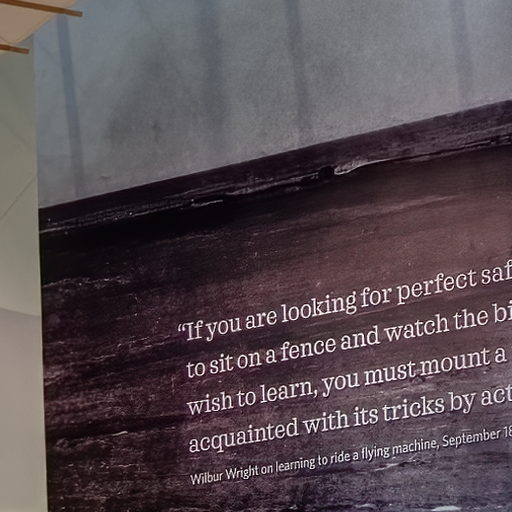 “If you are looking for perfect saf
to sit on a fence and watch the bi
wish to learn, you must mount a
acquainted with its tricks by act
Wilbur Wright on learning to ride a flying machine, September 18